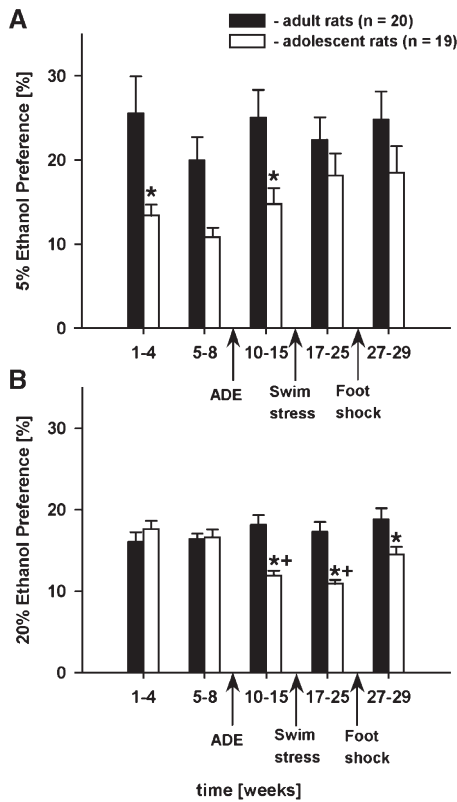 A
- adult rats (n = 20)
- adolescent rats (n = 19)
5% Ethanol Preference [%]
30
20
10
0
*
*
1-4
5-8
10-15
17-25
27-29
ADE
Swim
stress
Foot
shock
B
20% Ethanol Preference [%]
30
20
10
0
*+
*+
*
1-4
5-8
10-15
17-25
27-29
ADE
Swim
stress
Foot
shock
time [weeks]